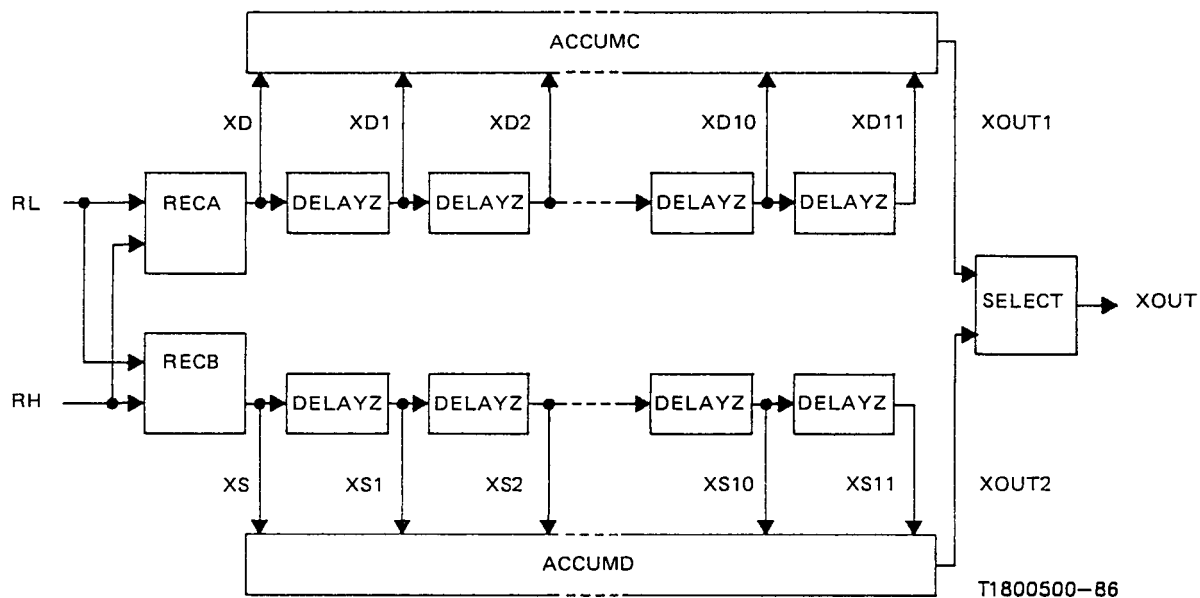 ACCUMC
XD XD1 XD2 XD10 XD11 XOUT1
RL RECA DELAYZ DELAYZ DELAYZ DELAYZ
SELECT XOUT
RECB
RH DELAYZ DELAYZ DELAYZ DELAYZ
XS XS1 XS2 XS10 XS11 XOUT2
ACCUMD
T1800500-86